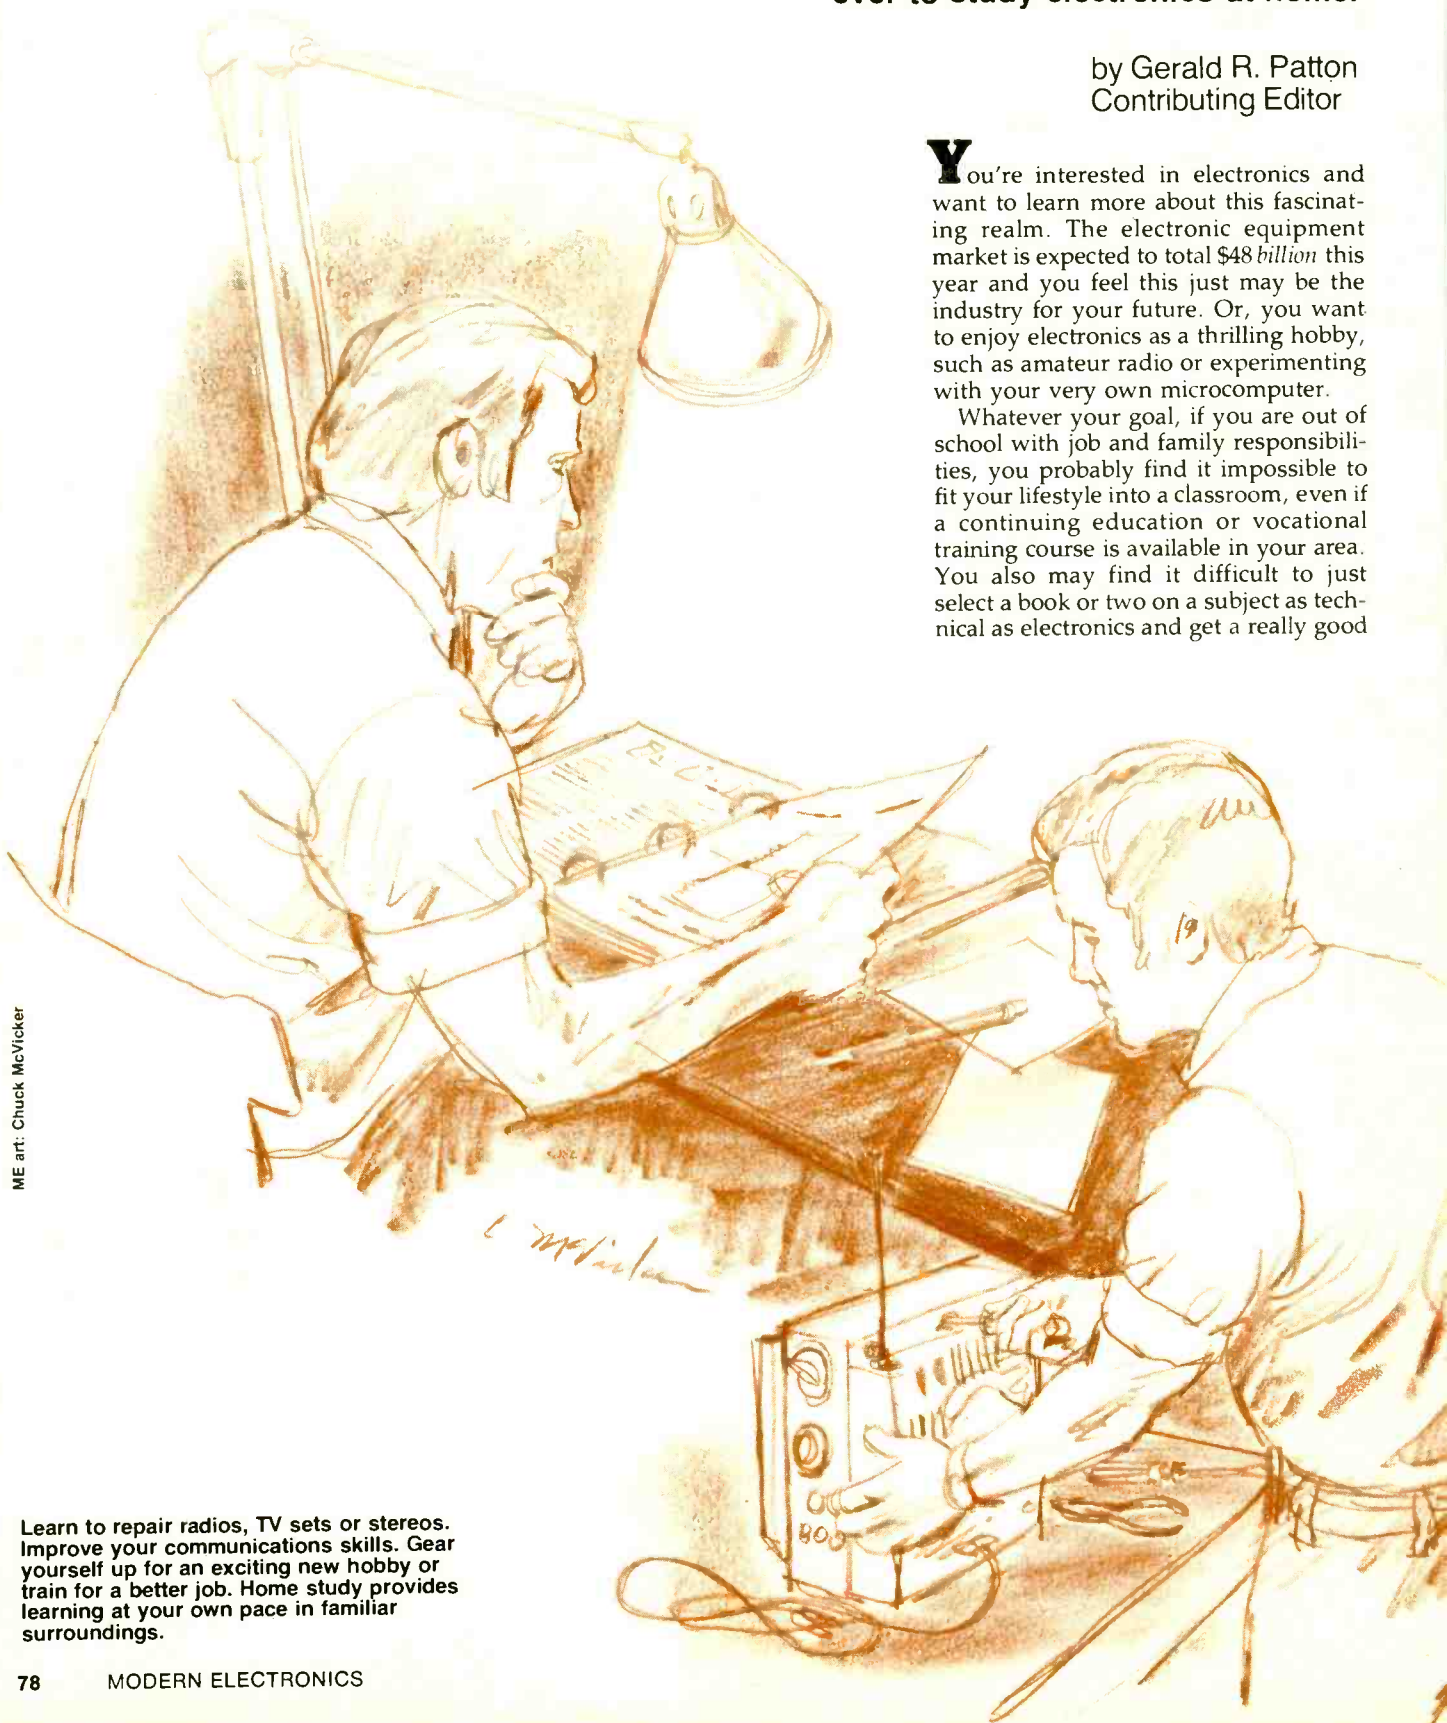 ever to study electronics at home.
by Gerald R. Patton
Contributing Editor
You're interested in electronics and
want to learn more about this fascinat-
ing realm. The electronic equipment
market is expected to total $48 billion this
year and you feel this just may be the
industry for your future. Or, you want
to enjoy electronics as a thrilling hobby,
such as amateur radio or experimenting
with your very own microcomputer.
Whatever your goal, if you are out of
school with job and family responsibili-
ties, you probably find it impossible to
fit your lifestyle into a classroom, even if
a continuing education or vocational
training course is available in your area.
You also may find it difficult to just
select a book or two on a subject as tech-
nical as electronics and get a really good
ME art: Chuck McVicker
C McVicker
Learn to repair radios, TV sets or stereos.
Improve your communications skills. Gear
yourself up for an exciting new hobby or
train for a better job. Home study provides
learning at your own pace in familiar
surroundings.
78 MODERN ELECTRONICS